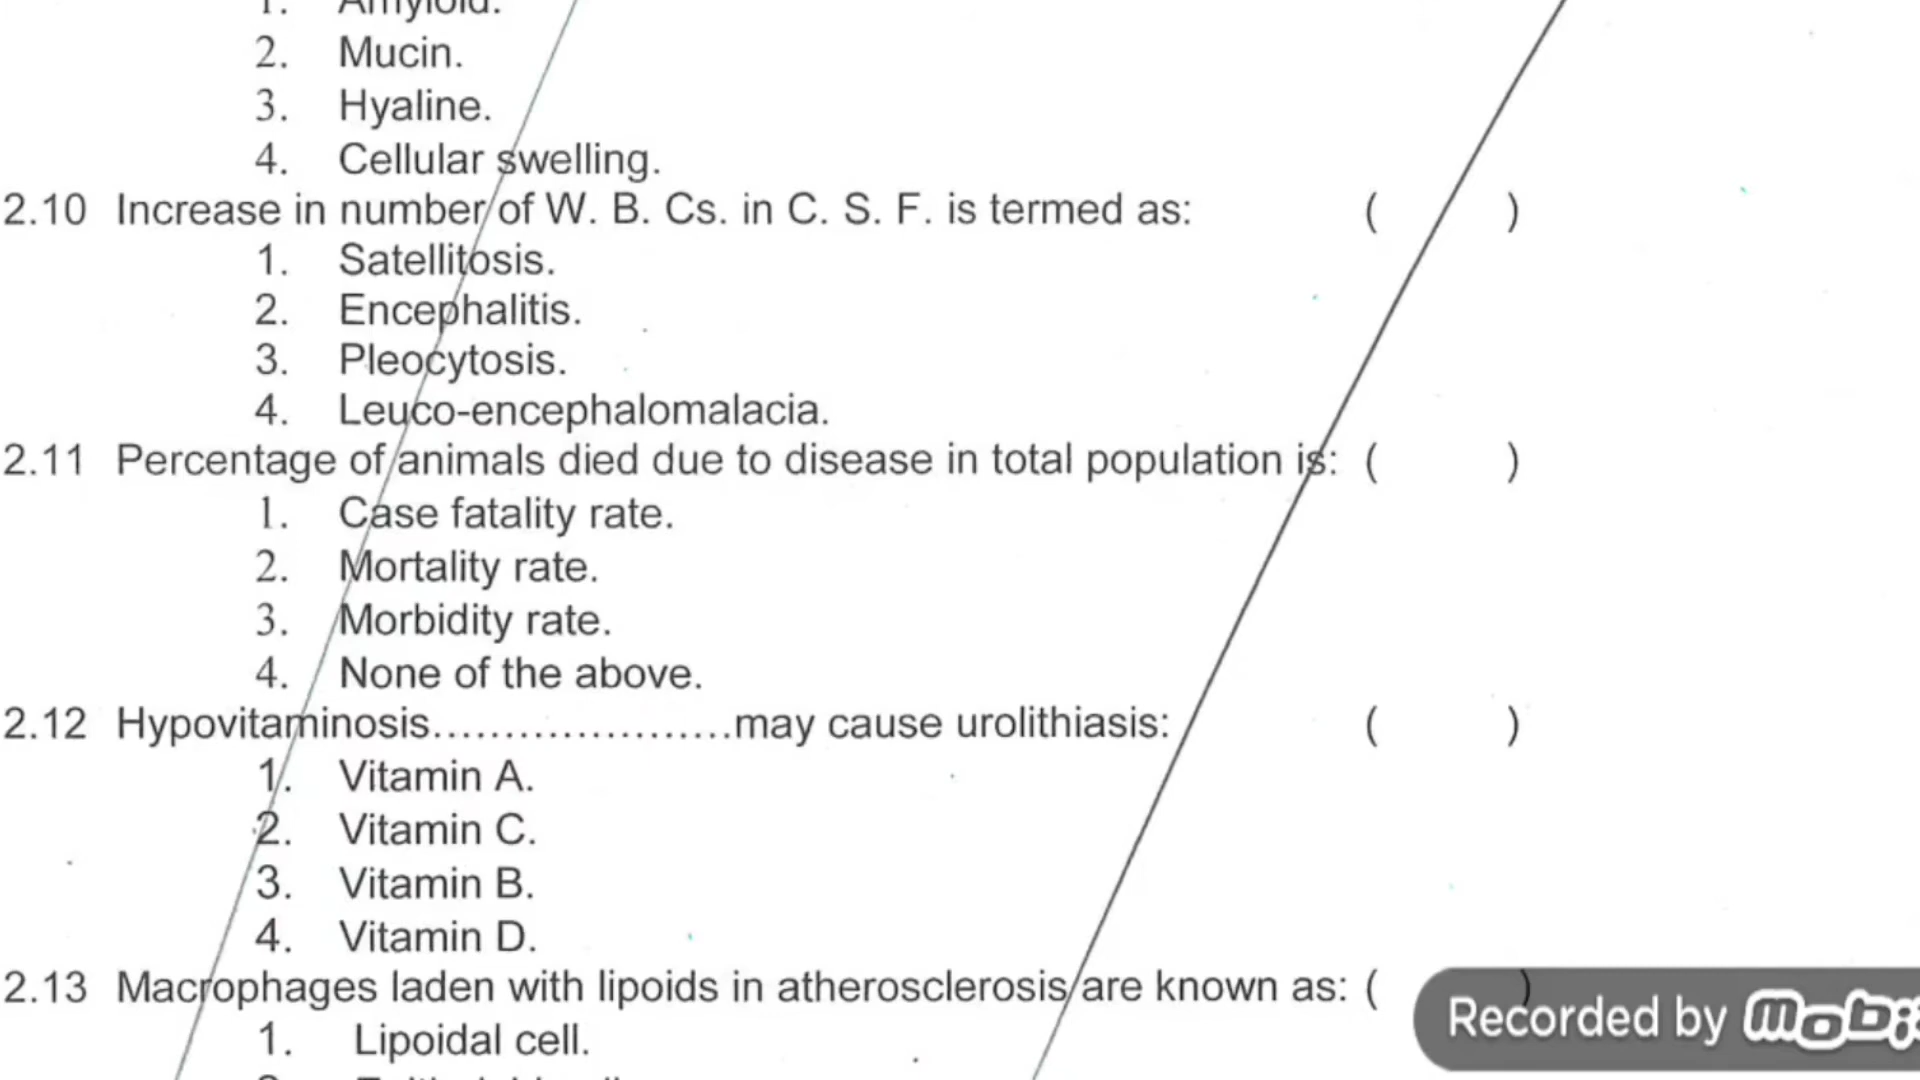 1. Amyloid.
2. Mucin.
3. Hyaline.
4. Cellular swelling.
2.10 Increase in number of W. B. Cs. in C. S. F. is termed as: ( )
1. Satellitosis.
2. Encephalitis.
3. Pleocytosis.
4. Leuco-encephalomalacia.
2.11 Percentage of animals died due to disease in total population is: ( )
1. Case fatality rate.
2. Mortality rate.
3. Morbidity rate.
4. None of the above.
2.12 Hypovitaminosis.....................may cause urolithiasis: ( )
1. Vitamin A.
2. Vitamin C.
3. Vitamin B.
4. Vitamin D.
2.13 Macrophages laden with lipoids in atherosclerosis are known as: ( )
1. Lipoidal cell.
Recorded by